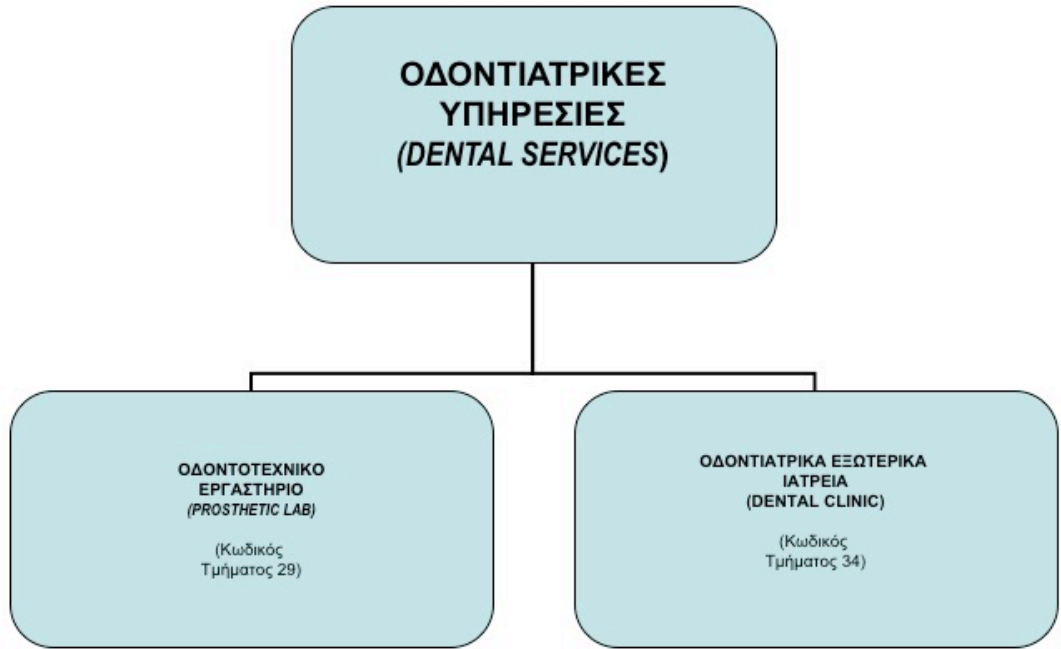 ΟΔΟΝΤΙΑΤΡΙΚΕΣ
ΥΠΗΡΕΣΙΕΣ
(DENTAL SERVICES)
ΟΔΟΝΤΟΤΕΧΝΙΚΟ
ΕΡΓΑΣΤΗΡΙΟ
(PROSTHETIC LAB)
(Κωδικός
Τμήματος 29)
ΟΔΟΝΤΙΑΤΡΙΚΑ ΕΞΩΤΕΡΙΚΑ
ΙΑΤΡΕΙΑ
(DENTAL CLINIC)
(Κωδικός
Τμήματος 34)